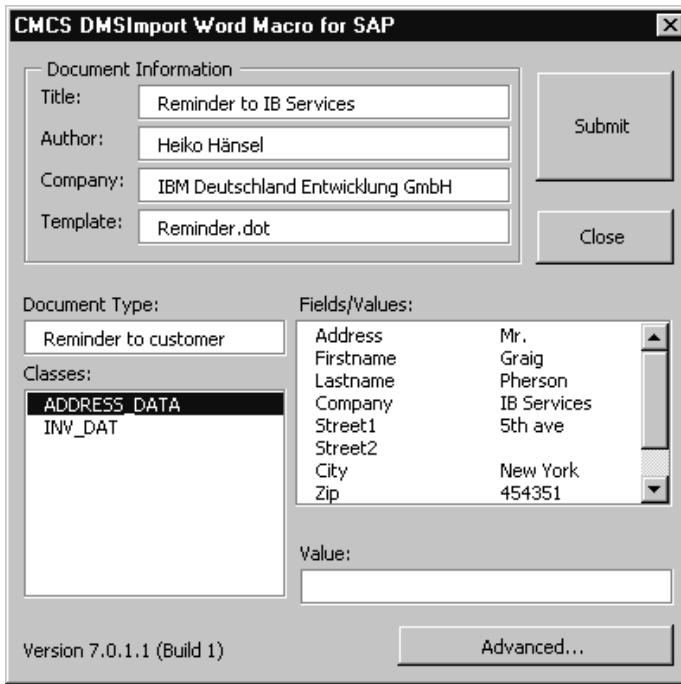 CMCS DMSImport Word Macro for SAP
Document Information
Title: Reminder to IB Services
Author: Heiko Hänsel
Company: IBM Deutschland Entwicklung GmbH
Template: Reminder.dot
Submit
Close
Document Type:
Reminder to customer
Classes:
ADDRESS_DATA
INV_DAT
Fields/Values:
Address Mr.
Firstname Graig
Lastname Pherson
Company IB Services
Street1 5th ave
Street2
City New York
Zip 454351
Value:
Version 7.0.1.1 (Build 1)
Advanced...